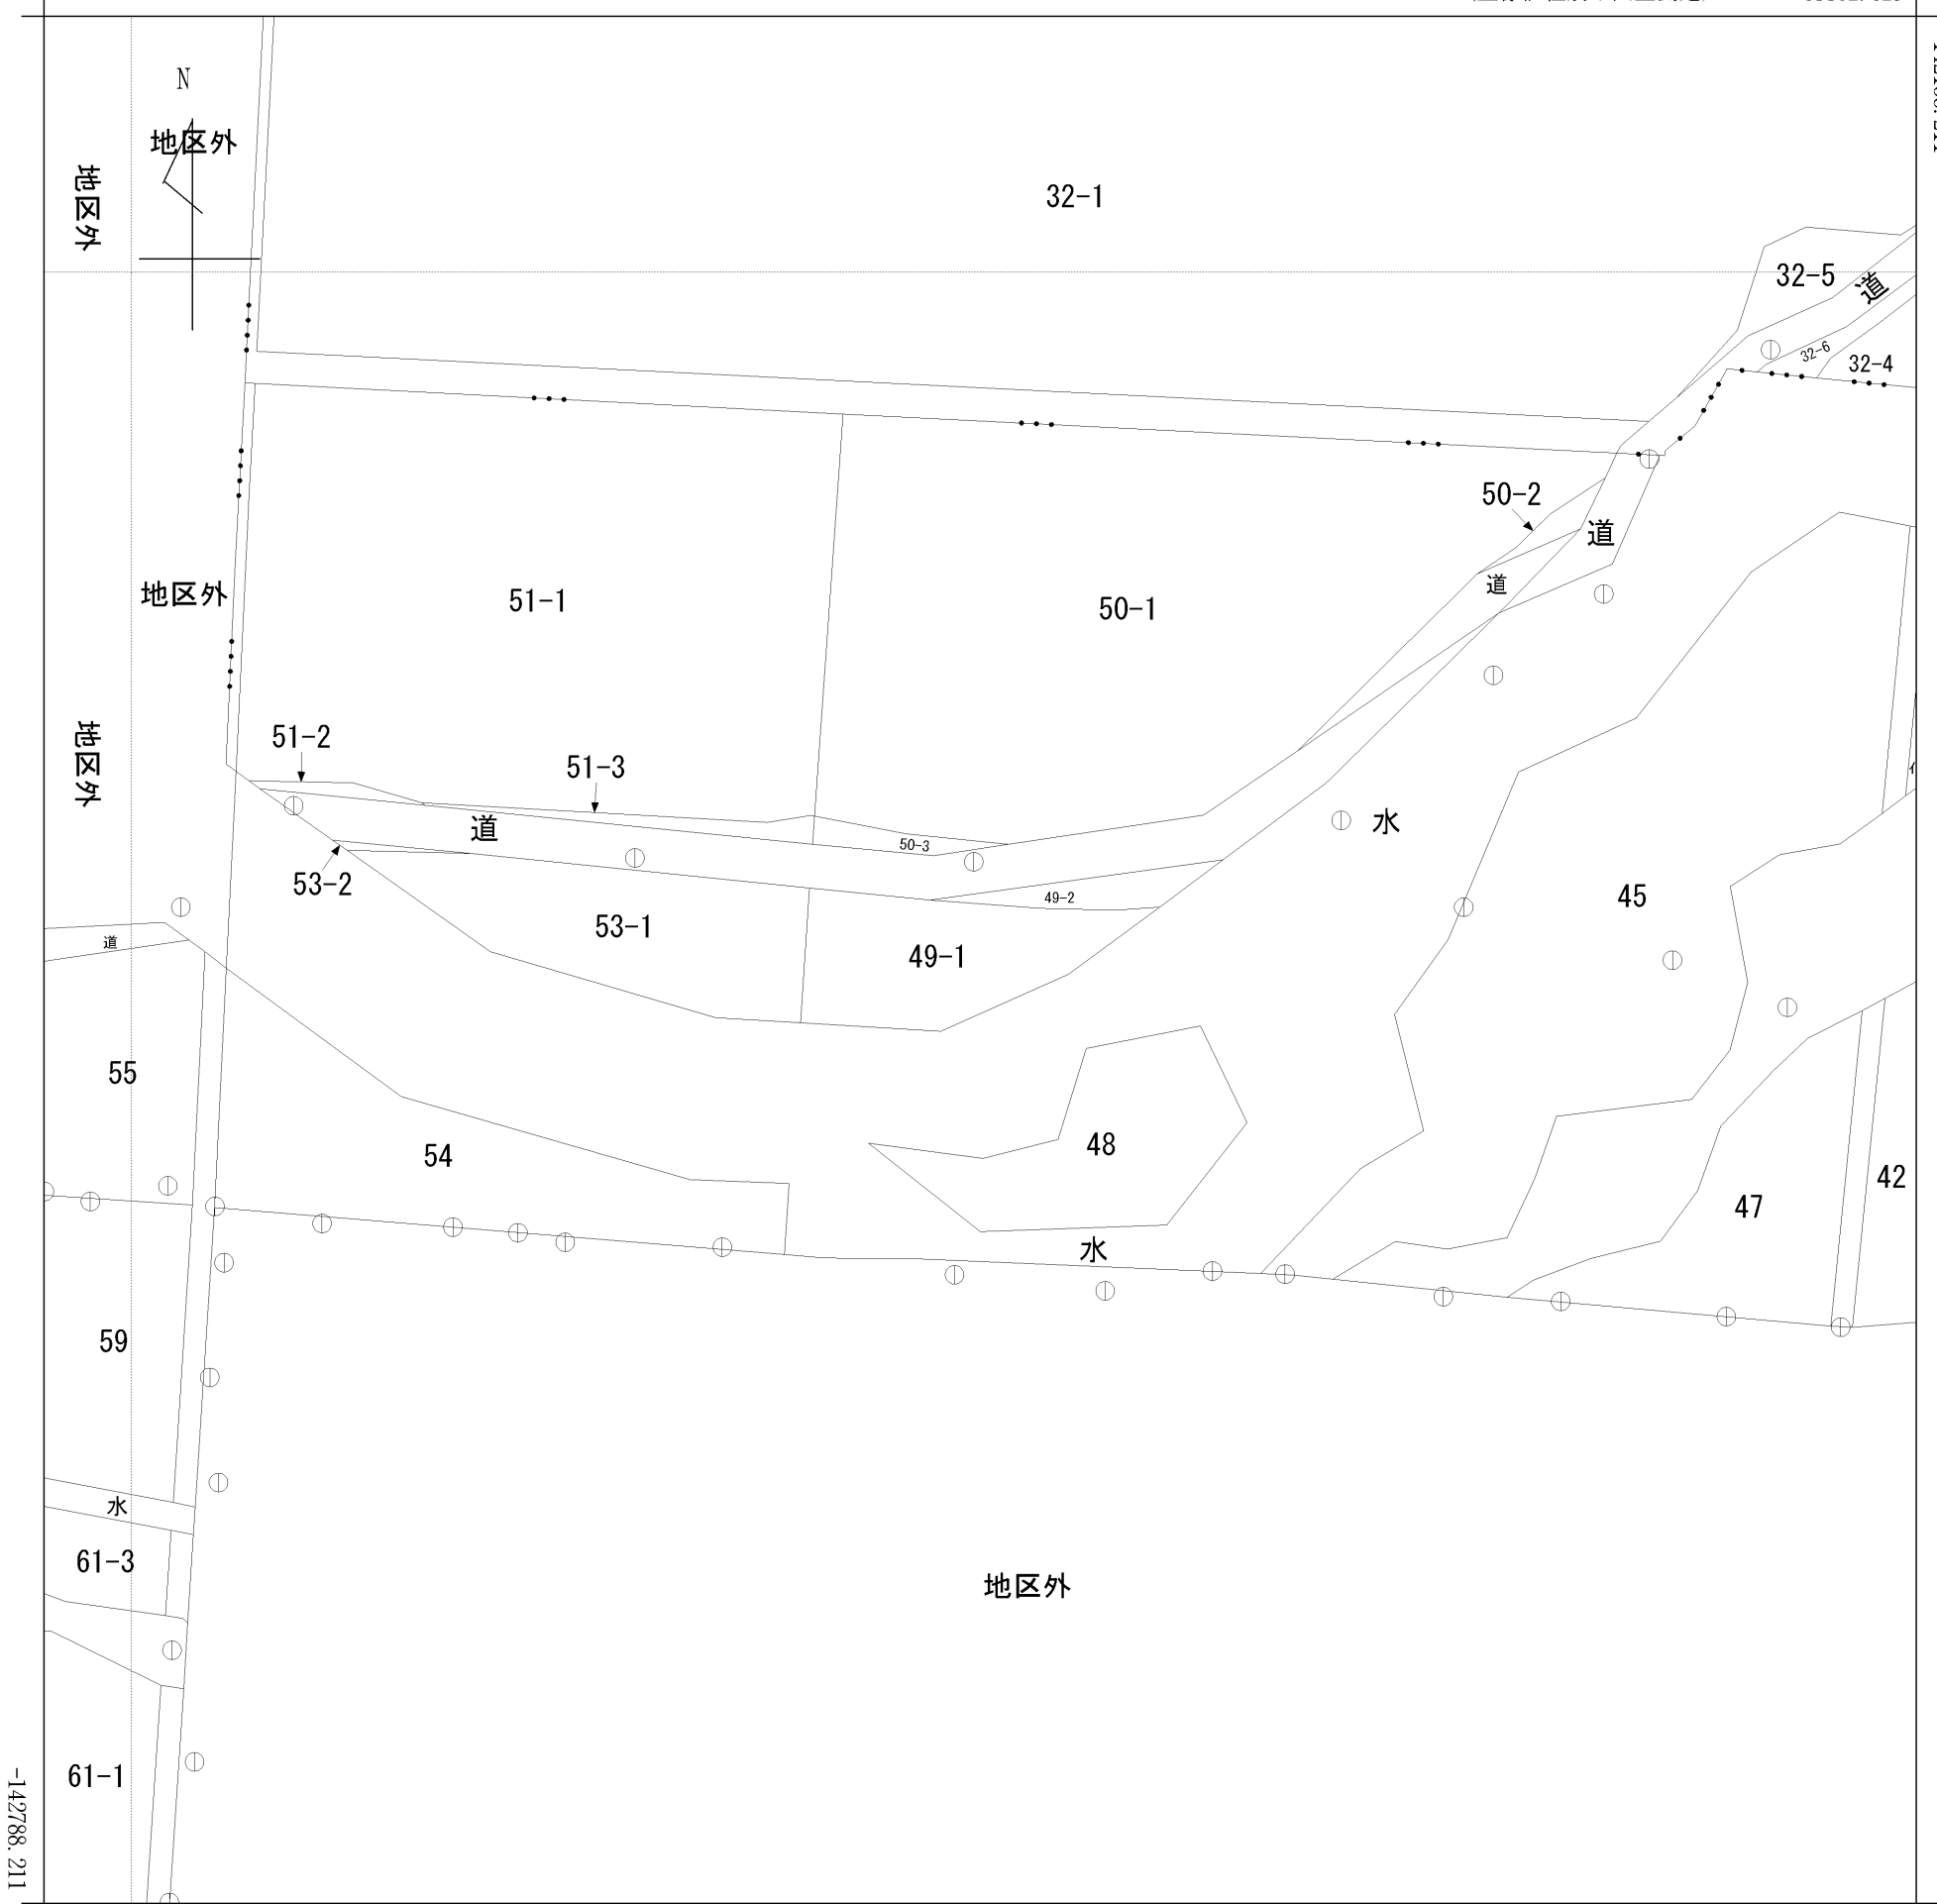 N
地区外
地区外
32-1
32-5
道
32-6
32-4
50-2
道
道
地区外
51-1
50-1
地区外
51-2
51-3
道
50-3
水
53-2
53-1
49-2
49-1
45
道
55
54
48
42
47
水
59
水
61-3
地区外
61-1
-142788.211